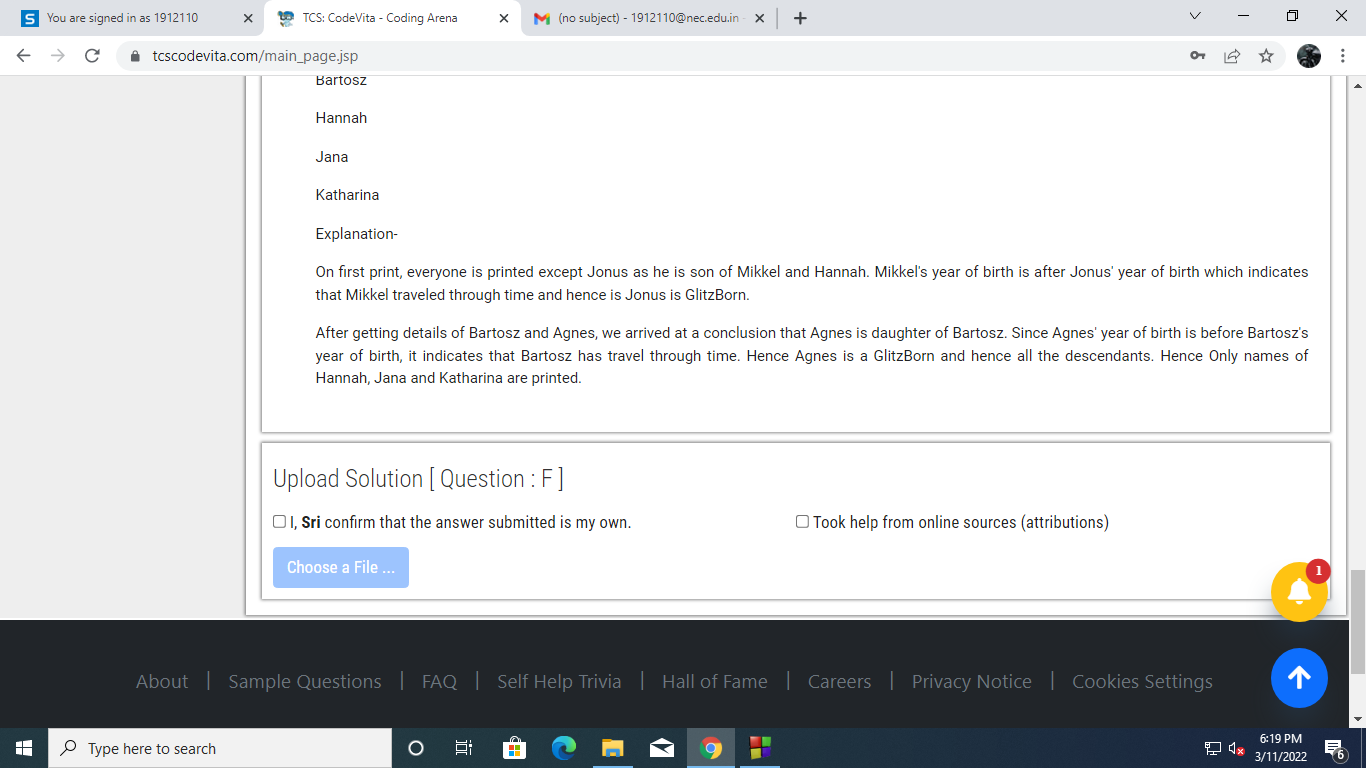 You are signed in as 1912110
TCS: CodeVita - Coding Arena
(no subject) - 1912110@nec.edu.in -
tcscodevita.com/main_page.jsp
Bartosz
Hannah
Jana
Katharina
Explanation-
On first print, everyone is printed except Jonus as he is son of Mikkel and Hannah. Mikkel's year of birth is after Jonus' year of birth which indicates
that Mikkel traveled through time and hence is Jonus is GlitzBorn.
After getting details of Bartosz and Agnes, we arrived at a conclusion that Agnes is daughter of Bartosz. Since Agnes' year of birth is before Bartosz's
year of birth, it indicates that Bartosz has travel through time. Hence Agnes is a GlitzBorn and hence all the descendants. Hence Only names of
Hannah, Jana and Katharina are printed.
Upload Solution [ Question : F ]
I, Sri confirm that the answer submitted is my own.
Took help from online sources (attributions)
Choose a File ...
1
About | Sample Questions | FAQ | Self Help Trivia | Hall of Fame | Careers | Privacy Notice | Cookies Settings
Type here to search
6:19 PM
3/11/2022
6